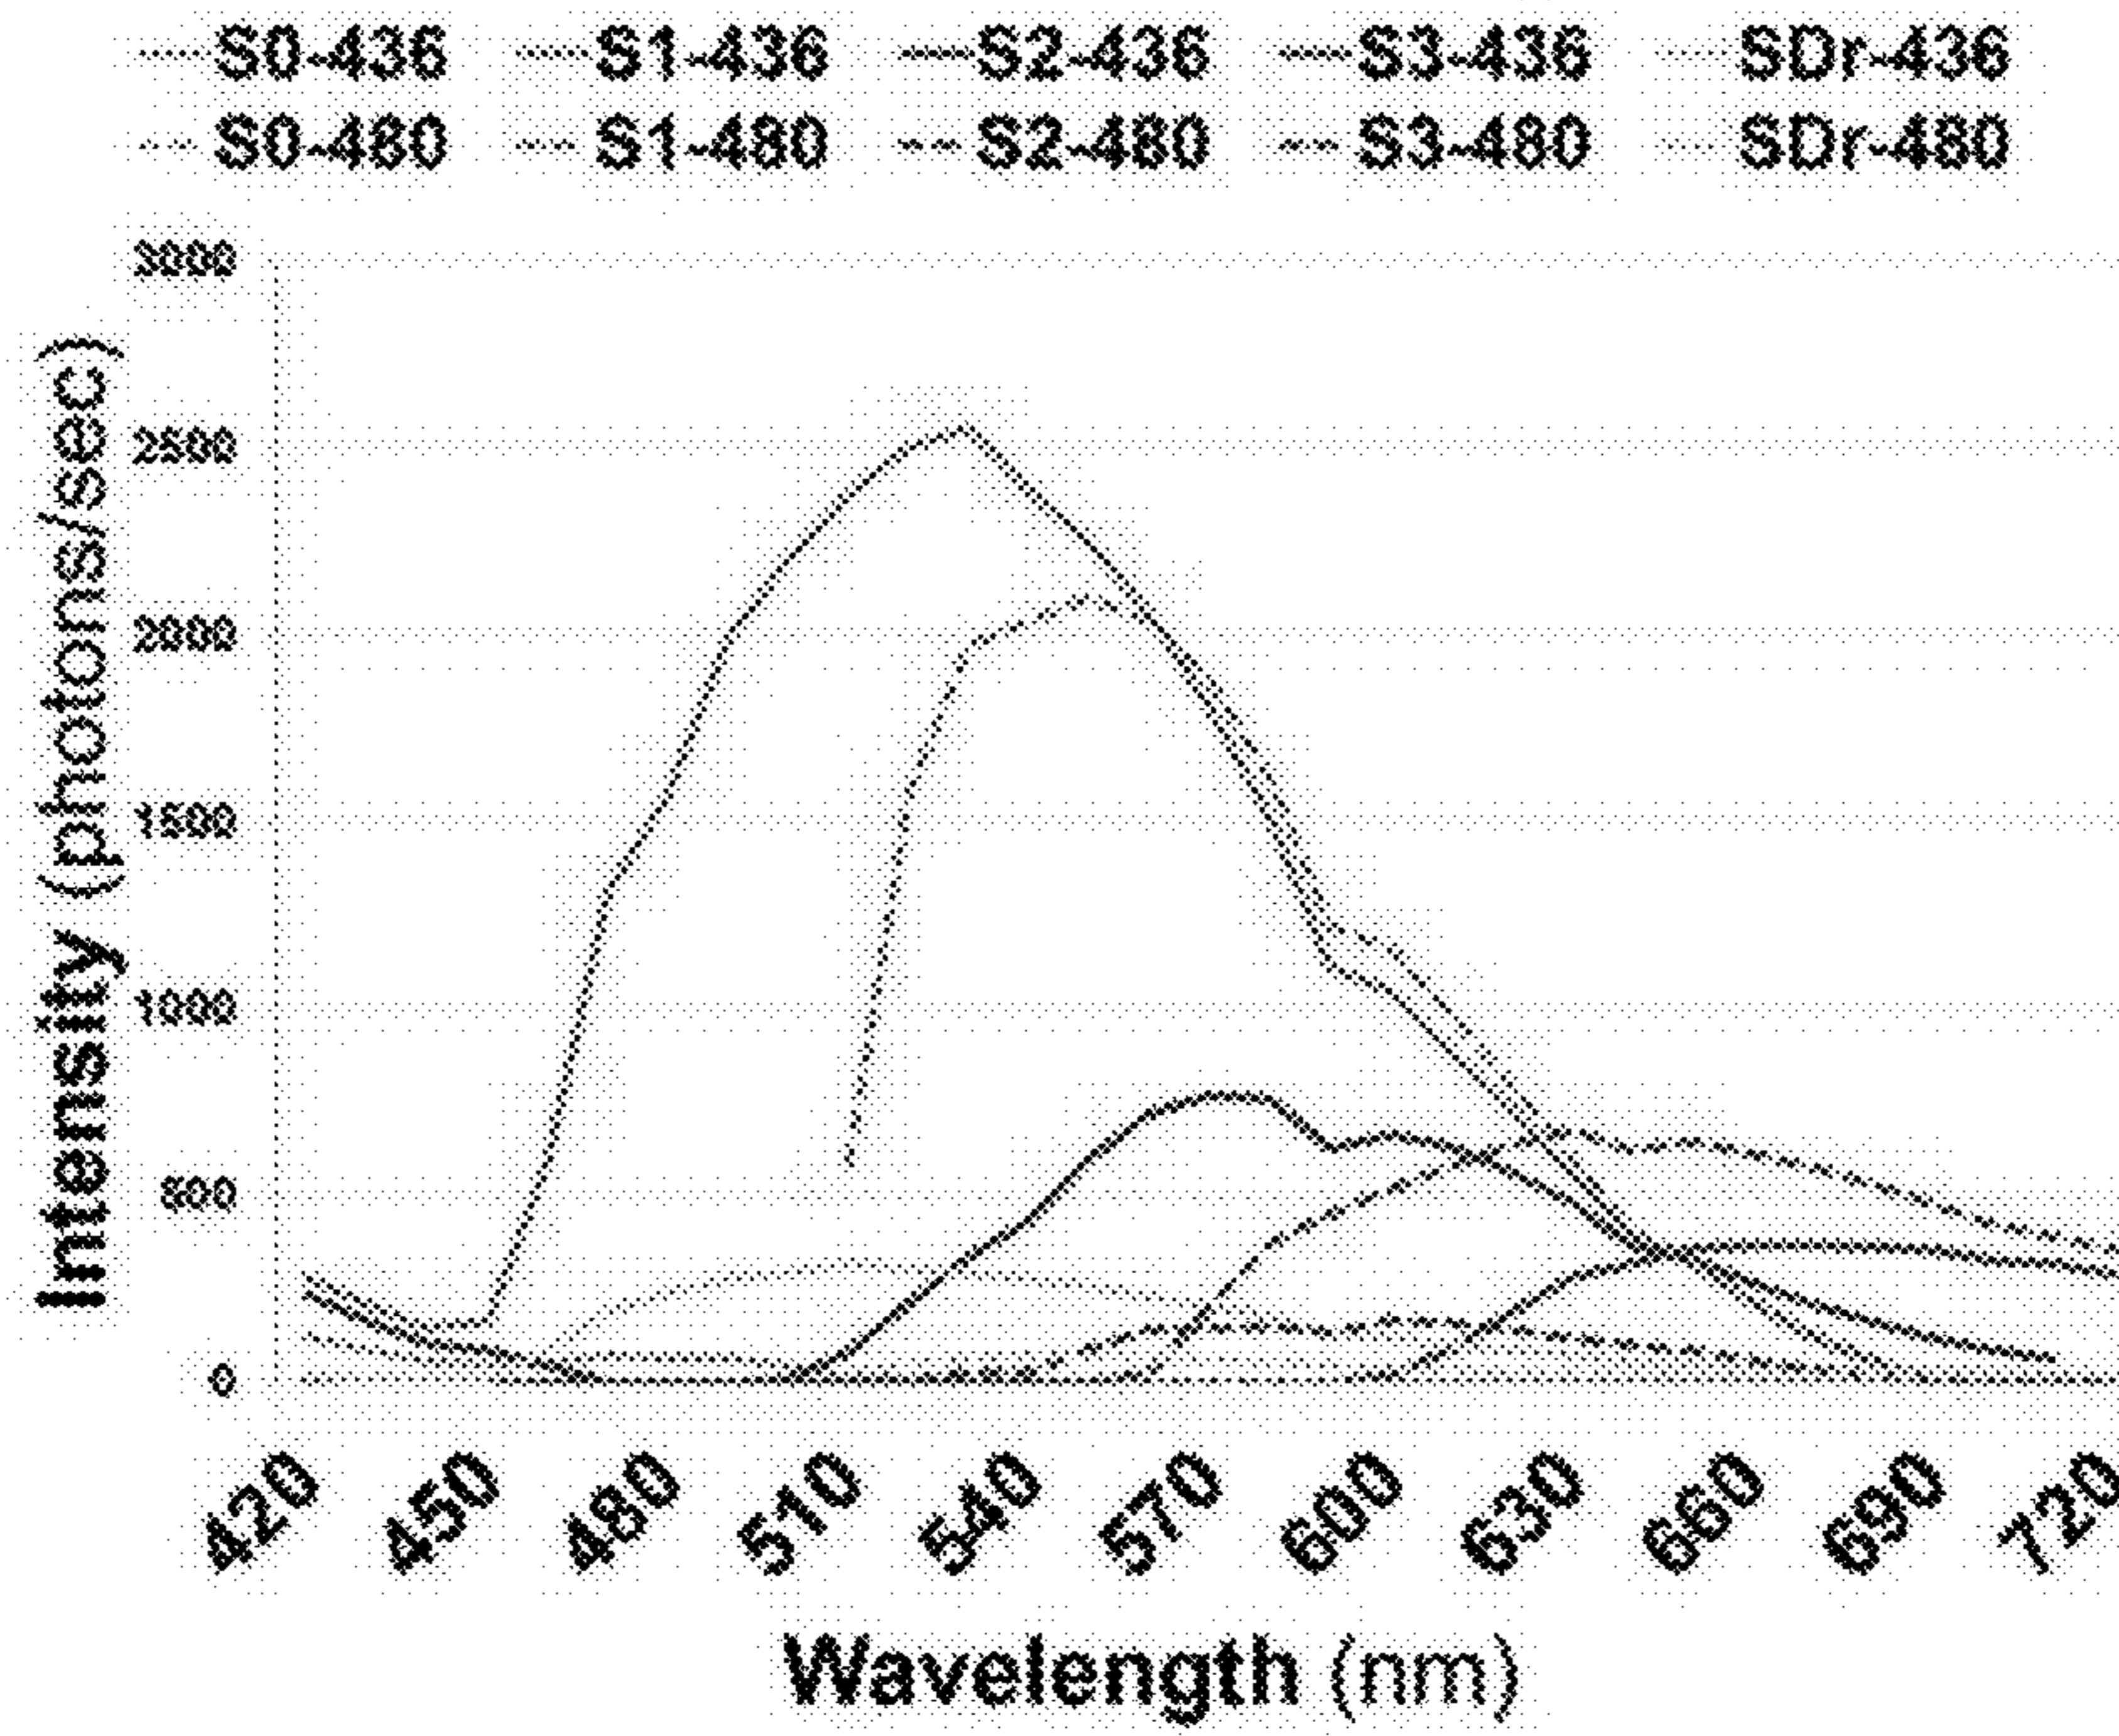 S0-436 S1-436 S2-436 S3-436 SDr-436
S0-480 S1-480 S2-480 S3-480 SDr-480
3000
2500
2000
1500
1000
500
0
Intensity (photons/sec)
420 450 480 510 540 570 600 630 660 690 720
Wavelength (nm)